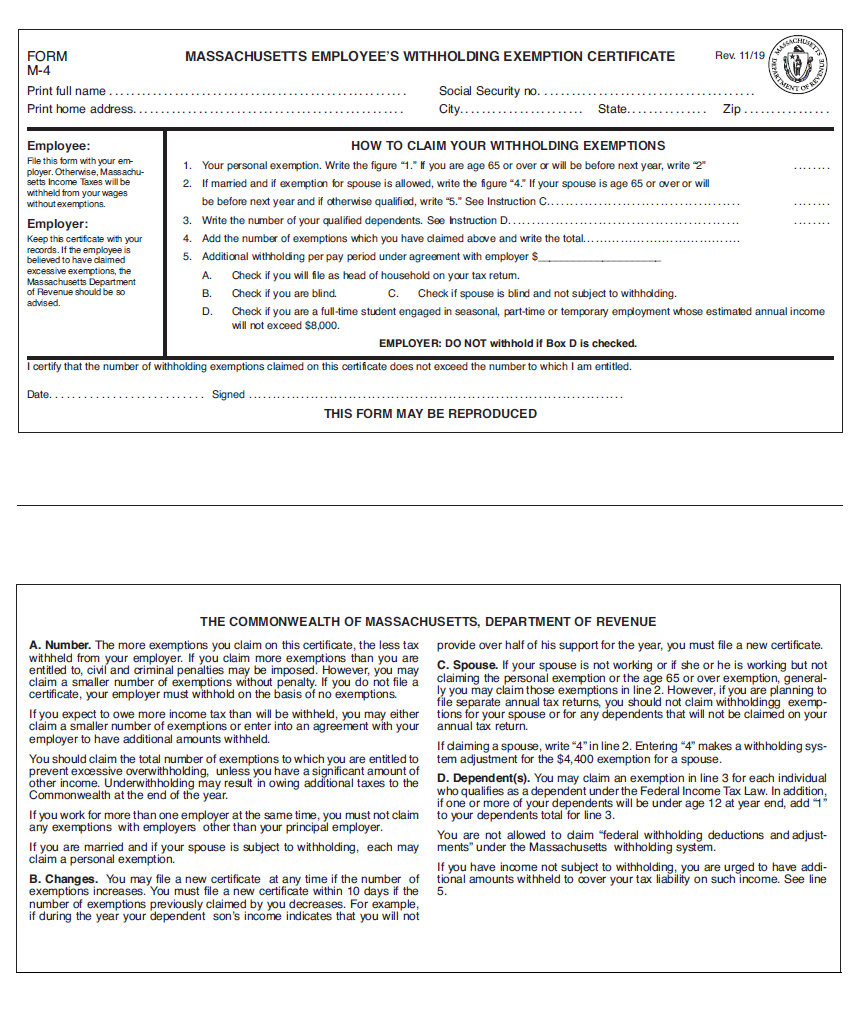 FORM
M-4
MASSACHUSETTS EMPLOYEE’S WITHHOLDING EXEMPTION CERTIFICATE
Rev. 11/19
MASSACHUSETTS
DEPARTMENT OF REVENUE
Print full name . . . . . . . . . . . . . . . . . . . . . . . . . . . . . . . . . . . . . . . . . . . . . . . . . . . Social Security no. . . . . . . . . . . . . . . . . . . . . . . . . . . . . . . . . . . .
Print home address. . . . . . . . . . . . . . . . . . . . . . . . . . . . . . . . . . . . . . . . . . . . . . . City. . . . . . . . . . . . . . . . . . . . . State. . . . . . . . . . . . . . Zip . . . . . . . . . . . . . . .
Employee:
File this form with your em-
ployer. Otherwise, Massachu-
setts Income Taxes will be
withheld from your wages
without exemptions.
Employer:
Keep this certificate with your
records. If the employee is
believed to have claimed
excessive exemptions, the
Massachusetts Department
of Revenue should be so
advised.
HOW TO CLAIM YOUR WITHHOLDING EXEMPTIONS
1. Your personal exemption. Write the figure “1.” If you are age 65 or over or will be before next year, write “2” . . . . . . . .
2. If married and if exemption for spouse is allowed, write the figure “4.” If your spouse is age 65 or over or will
be before next year and if otherwise qualified, write “5.” See Instruction C. . . . . . . . . . . . . . . . . . . . . . . . . . . . . . . . . . . . . . . . . . . . . . .
3. Write the number of your qualified dependents. See Instruction D. . . . . . . . . . . . . . . . . . . . . . . . . . . . . . . . . . . . . . . . . . . . . . . . . . . . . .
4. Add the number of exemptions which you have claimed above and write the total. . . . . . . . . . . . . . . . . . . . . . . . . . . . . . . . . .
5. Additional withholding per pay period under agreement with employer $____________________
A. Check if you will file as head of household on your tax return.
B. Check if you are blind. C. Check if spouse is blind and not subject to withholding.
D. Check if you are a full-time student engaged in seasonal, part-time or temporary employment whose estimated annual income
will not exceed $8,000.
EMPLOYER: DO NOT withhold if Box D is checked.
I certify that the number of withholding exemptions claimed on this certificate does not exceed the number to which I am entitled.
Date. . . . . . . . . . . . . . . . . . . . . . . . . . . Signed . . . . . . . . . . . . . . . . . . . . . . . . . . . . . . . . . . . . . . . . . . . . . . . . . . . . . . . . . . . . . . . . . . . . . . . . . . . . . .
THIS FORM MAY BE REPRODUCED
THE COMMONWEALTH OF MASSACHUSETTS, DEPARTMENT OF REVENUE
A. Number. The more exemptions you claim on this certificate, the less tax
withheld from your employer. If you claim more exemptions than you are
entitled to, civil and criminal penalties may be imposed. However, you may
claim a smaller number of exemptions without penalty. If you do not file a
certificate, your employer must withhold on the basis of no exemptions.
If you expect to owe more income tax than will be withheld, you may either
claim a smaller number of exemptions or enter into an agreement with your
employer to have additional amounts withheld.
You should claim the total number of exemptions to which you are entitled to
prevent excessive overwithholding, unless you have a significant amount of
other income. Underwithholding may result in owing additional taxes to the
Commonwealth at the end of the year.
If you work for more than one employer at the same time, you must not claim
any exemptions with employers other than your principal employer.
If you are married and if your spouse is subject to withholding, each may
claim a personal exemption.
B. Changes. You may file a new certificate at any time if the number of
exemptions increases. You must file a new certificate within 10 days if the
number of exemptions previously claimed by you decreases. For example,
if during the year your dependent son’s income indicates that you will not
provide over half of his support for the year, you must file a new certificate.
C. Spouse. If your spouse is not working or if she or he is working but not
claiming the personal exemption or the age 65 or over exemption, general-
ly you may claim those exemptions in line 2. However, if you are planning to
file separate annual tax returns, you should not claim withholdingg exemp-
tions for your spouse or for any dependents that will not be claimed on your
annual tax return.
If claiming a spouse, write “4” in line 2. Entering “4” makes a withholding sys-
tem adjustment for the $4,400 exemption for a spouse.
D. Dependent(s). You may claim an exemption in line 3 for each individual
who qualifies as a dependent under the Federal Income Tax Law. In addition,
if one or more of your dependents will be under age 12 at year end, add “1”
to your dependents total for line 3.
You are not allowed to claim “federal withholding deductions and adjust-
ments” under the Massachusetts withholding system.
If you have income not subject to withholding, you are urged to have addi-
tional amounts withheld to cover your tax liability on such income. See line
5.